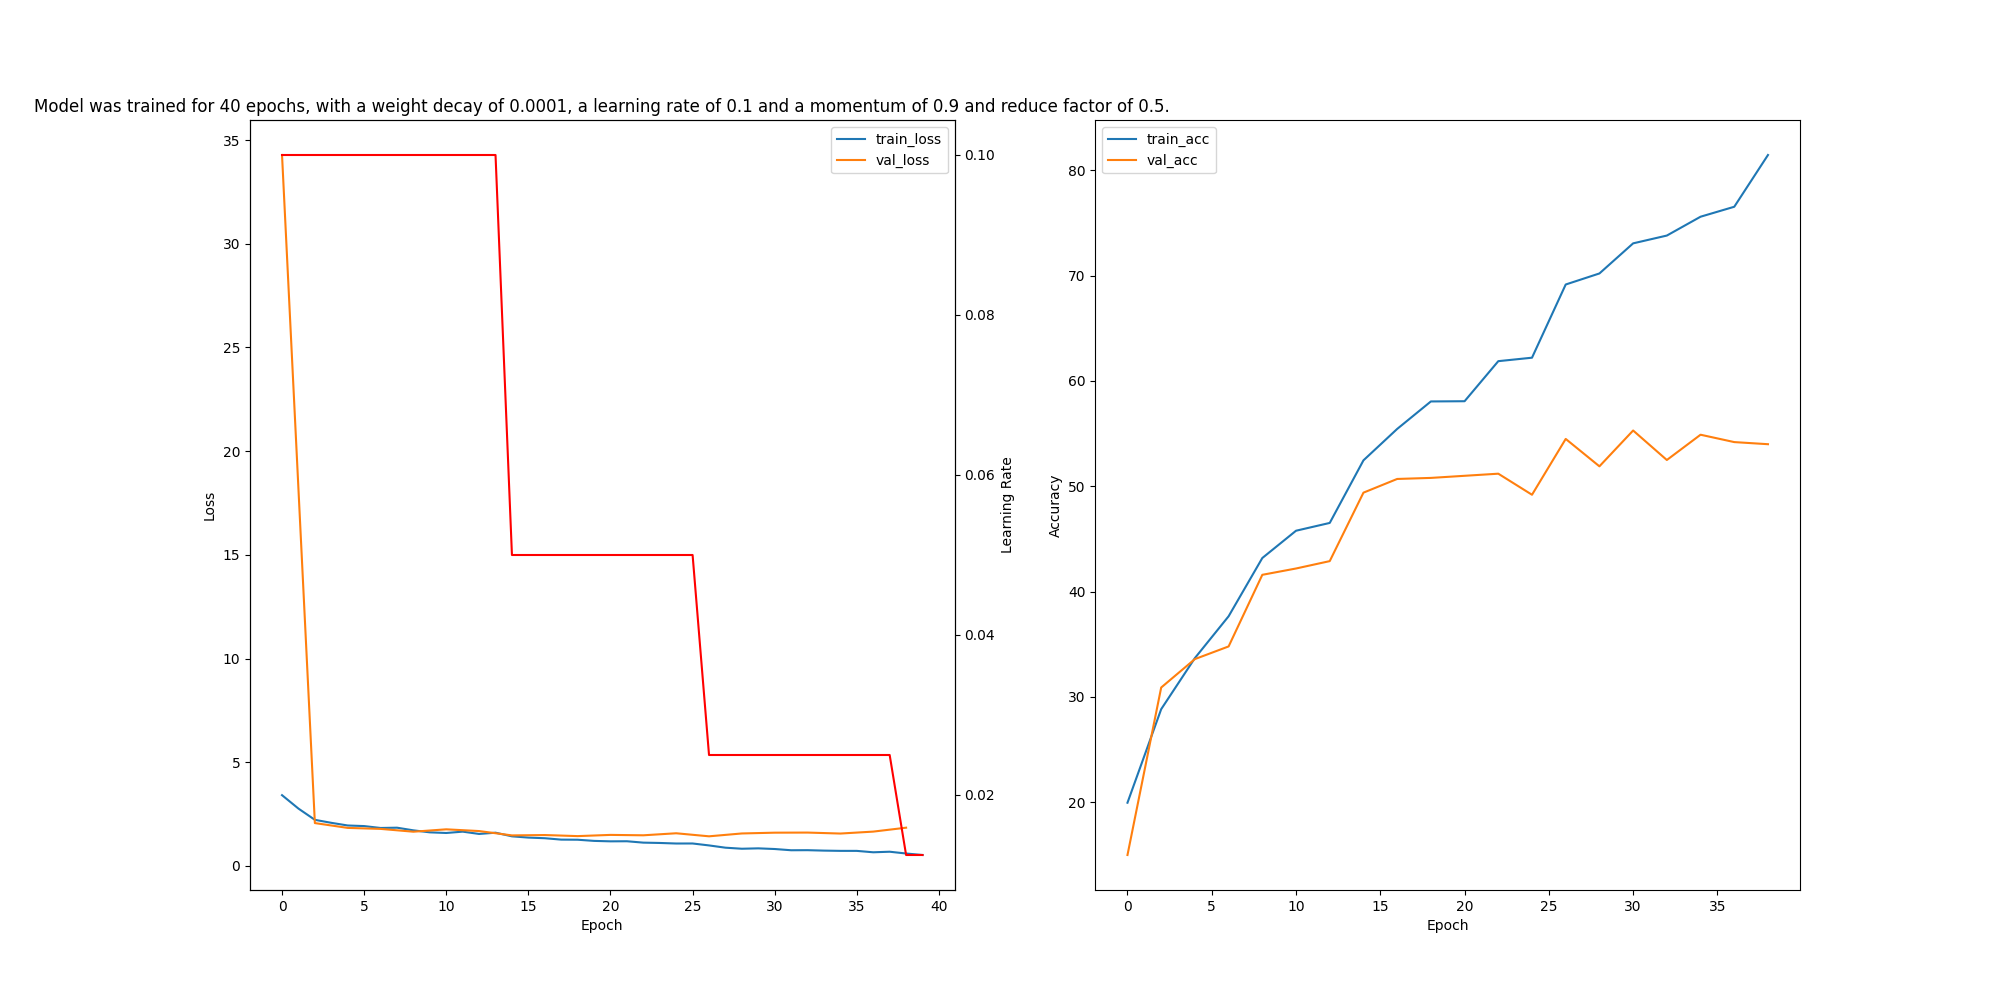 Model was trained for 40 epochs, with a weight decay of 0.0001, a learning rate of 0.1 and a momentum of 0.9 and reduce factor of 0.5.
train_loss
val_loss
35
30
25
20
15
10
5
0
Loss
0.10
0.08
0.06
0.04
0.02
Learning Rate
0 5 10 15 20 25 30 35 40
Epoch
train_acc
val_acc
80
70
60
50
40
30
20
Accuracy
0 5 10 15 20 25 30 35
Epoch